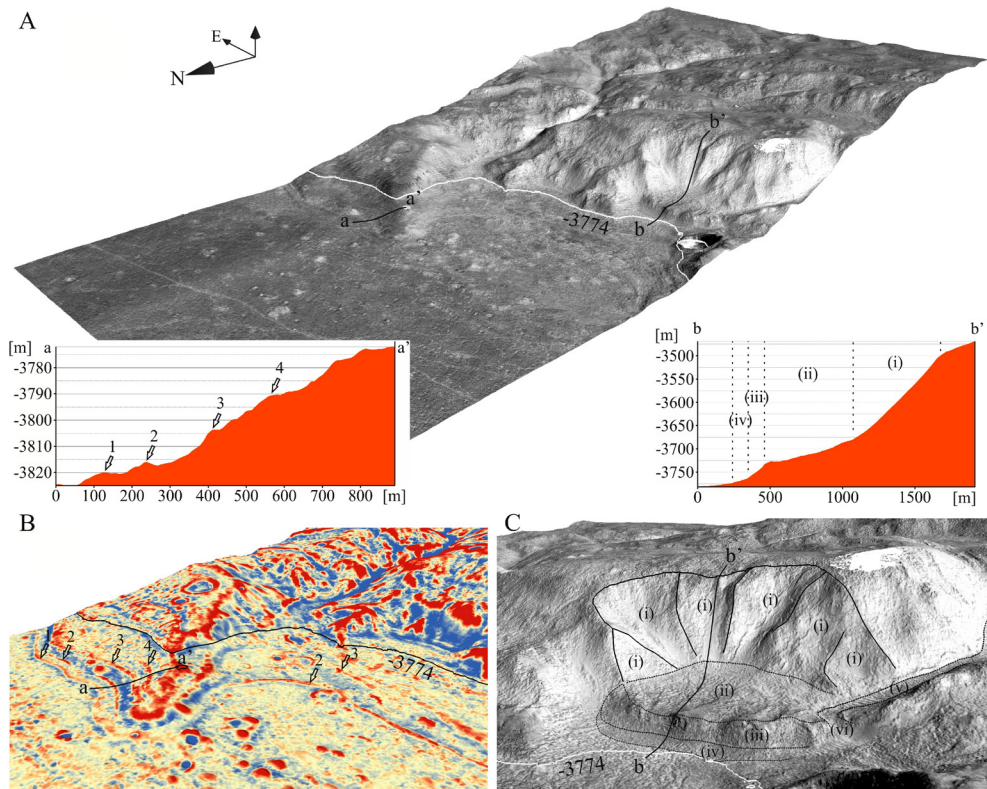 A
E
N
b'
a'
a
-3774
b
[m] a a'
-3780
-3790
-3800
-3810
-3820
1 2 3 4
0 100 200 300 400 500 600 700 800 [m]
b b'
[m]
-3500
-3550
-3600
-3650
-3700
-3750
(i)
(ii)
(iii)
(iv)
0 500 1000 1500 [m]
B
1 2 3 4
a'
a
2 3
-3774
C
b'
(i) (i) (i) (i)
(i) (i)
(ii)
(v)
(iii) (vi)
(iv)
-3774
b